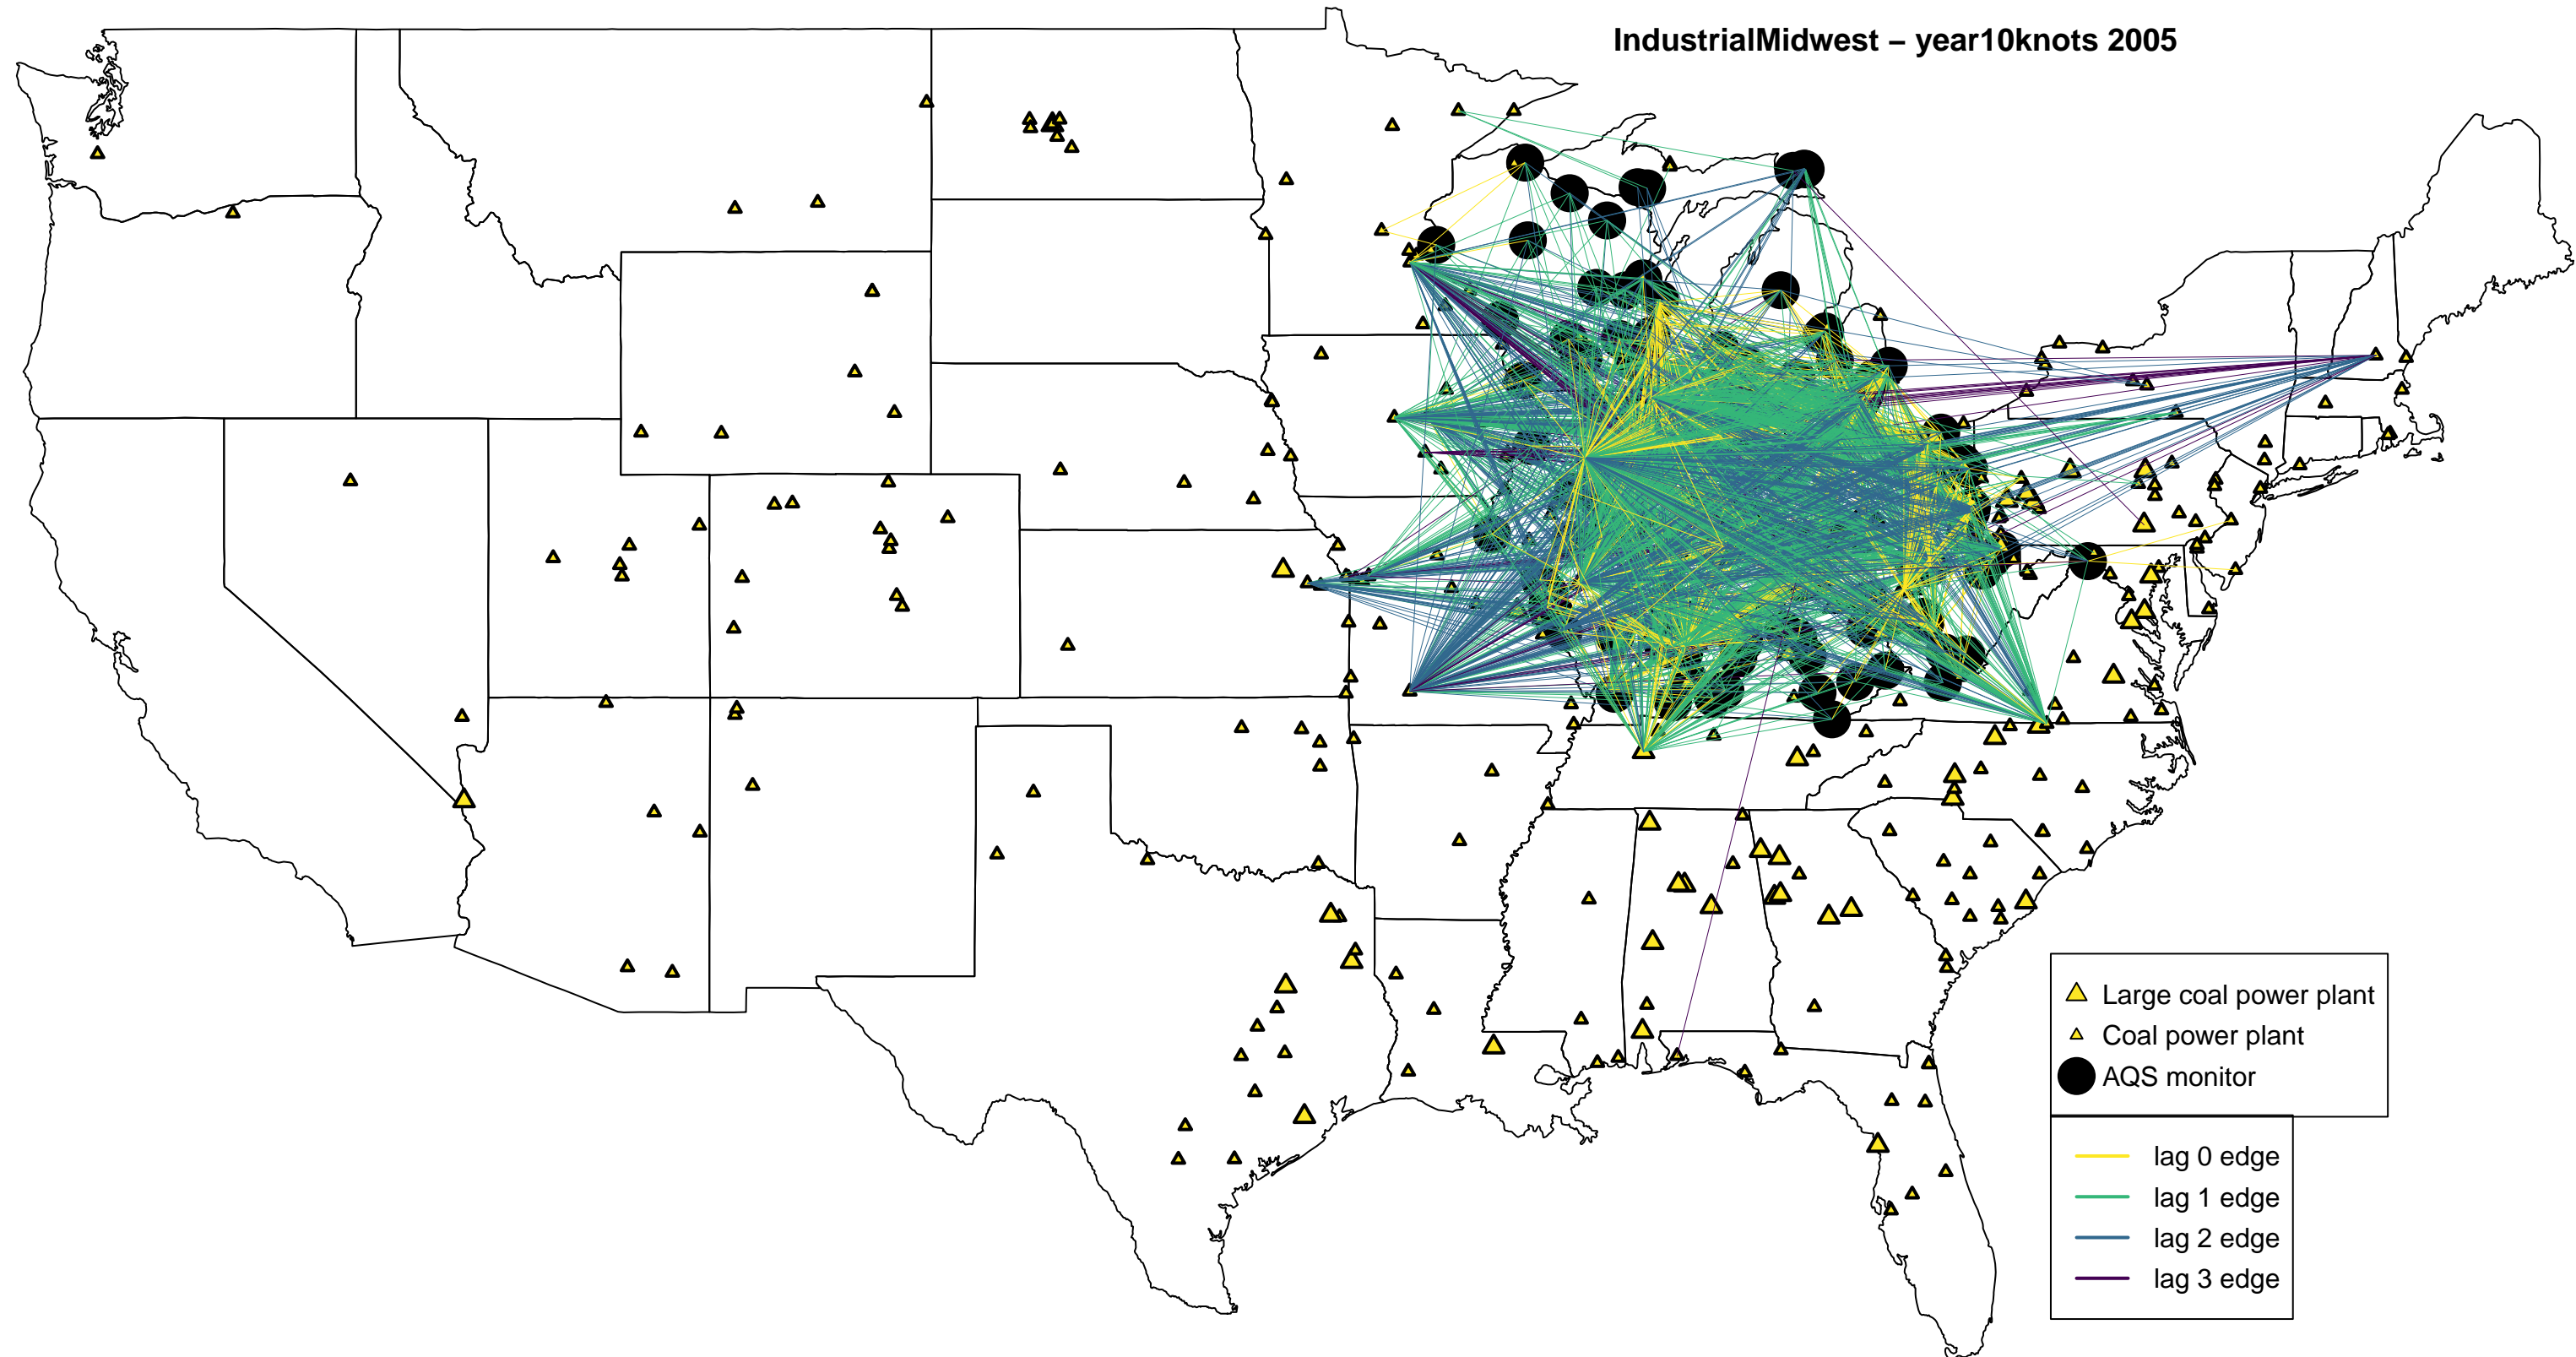 IndustrialMidwest – year10knots 2005
Large coal power plant
Coal power plant
AQS monitor
lag 0 edge
lag 1 edge
lag 2 edge
lag 3 edge